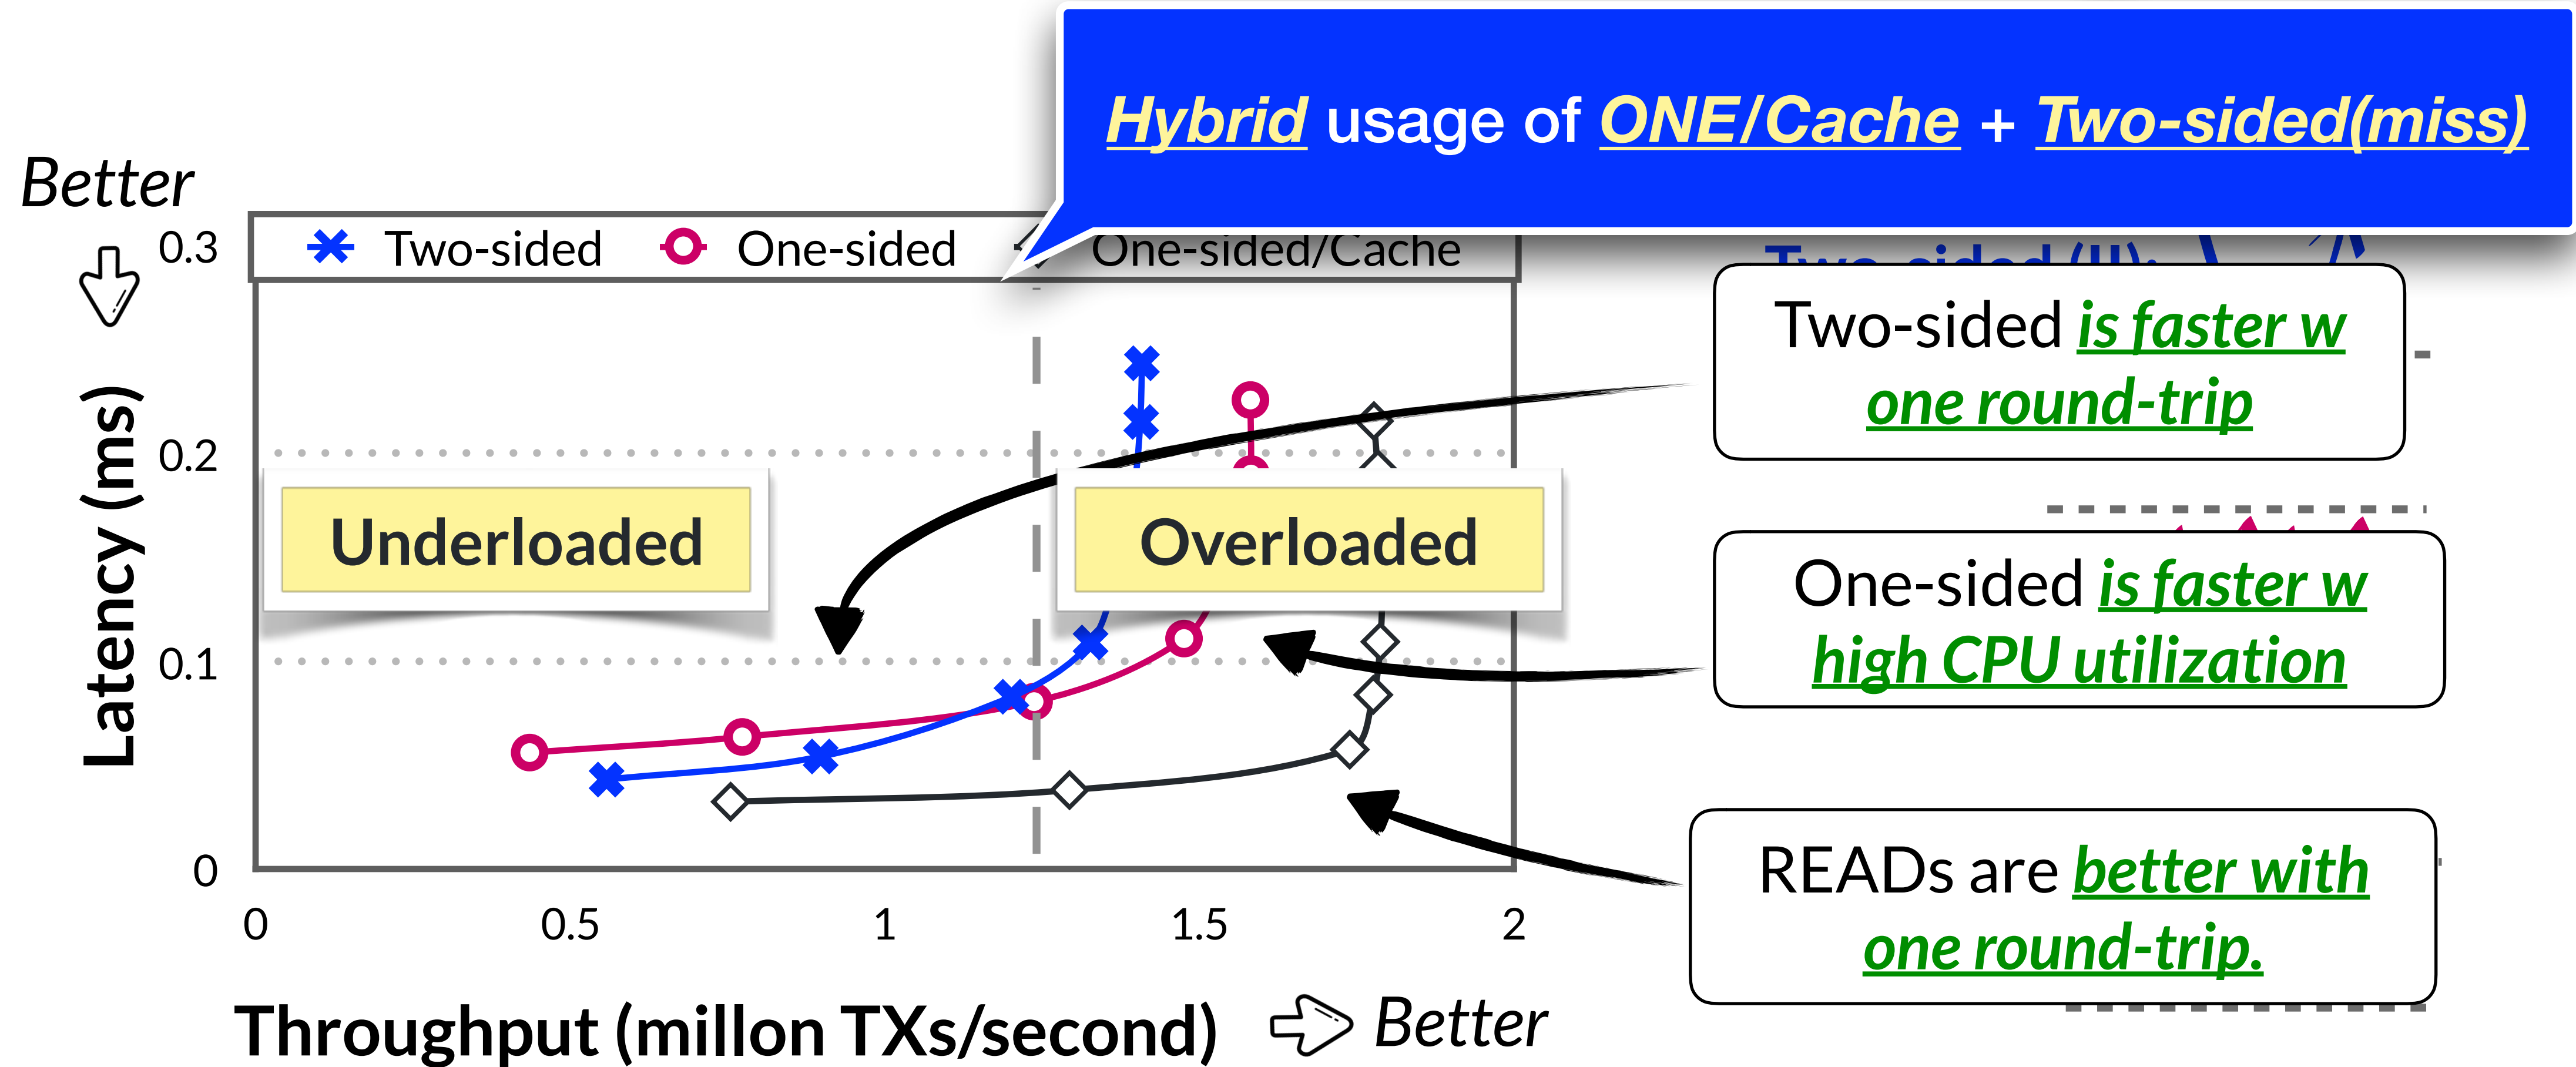 Hybrid usage of ONE/Cache + Two-sided(miss)
Better
0.3
Two-sided
One-sided
One-sided/Cache
Two-sided (II):
Two-sided is faster w
one round-trip
0.2
Underloaded
Overloaded
One-sided is faster w
high CPU utilization
Latency (ms)
0.1
READs are better with
one round-trip.
0
0 0.5 1 1.5 2
Throughput (millon TXs/second)
Better